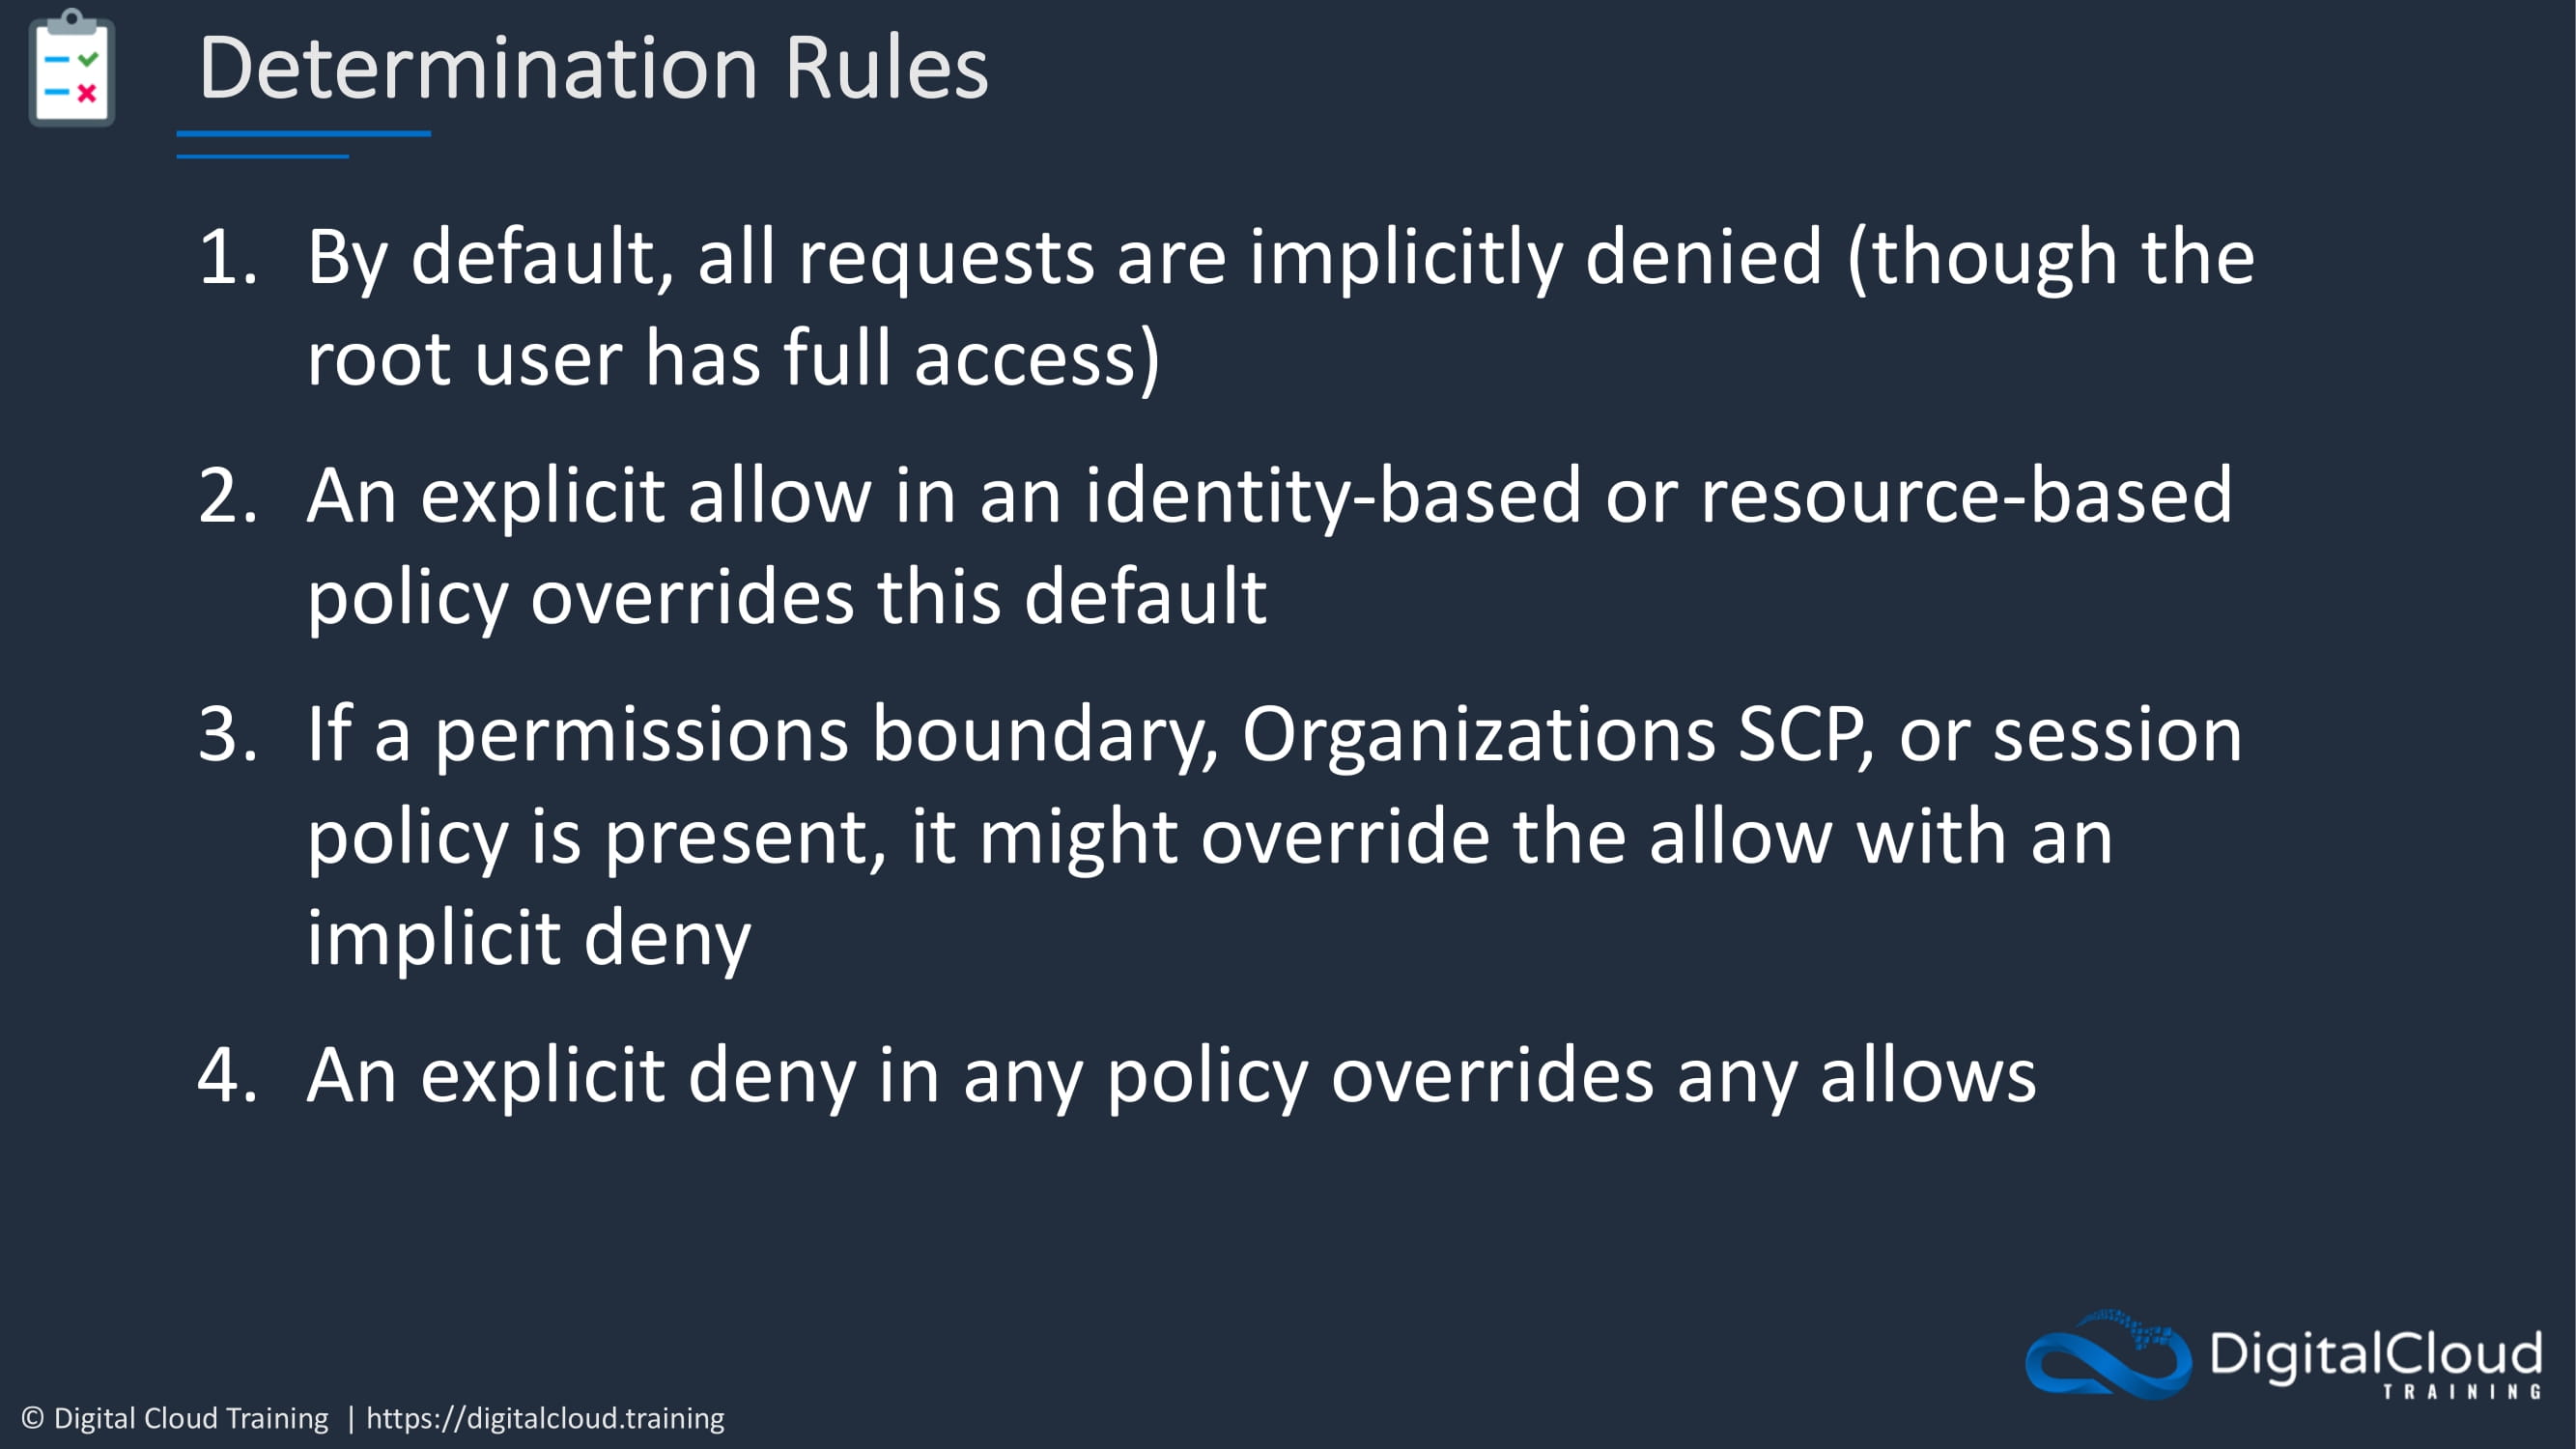 Determination Rules
1. By default, all requests are implicitly denied (though the
root user has full access)
2. An explicit allow in an identity-based or resource-based
policy overrides this default
3. If a permissions boundary, Organizations SCP, or session
policy is present, it might override the allow with an
implicit deny
4. An explicit deny in any policy overrides any allows
DigitalCloud
TRAINING
© Digital Cloud Training | https://digitalcloud.training